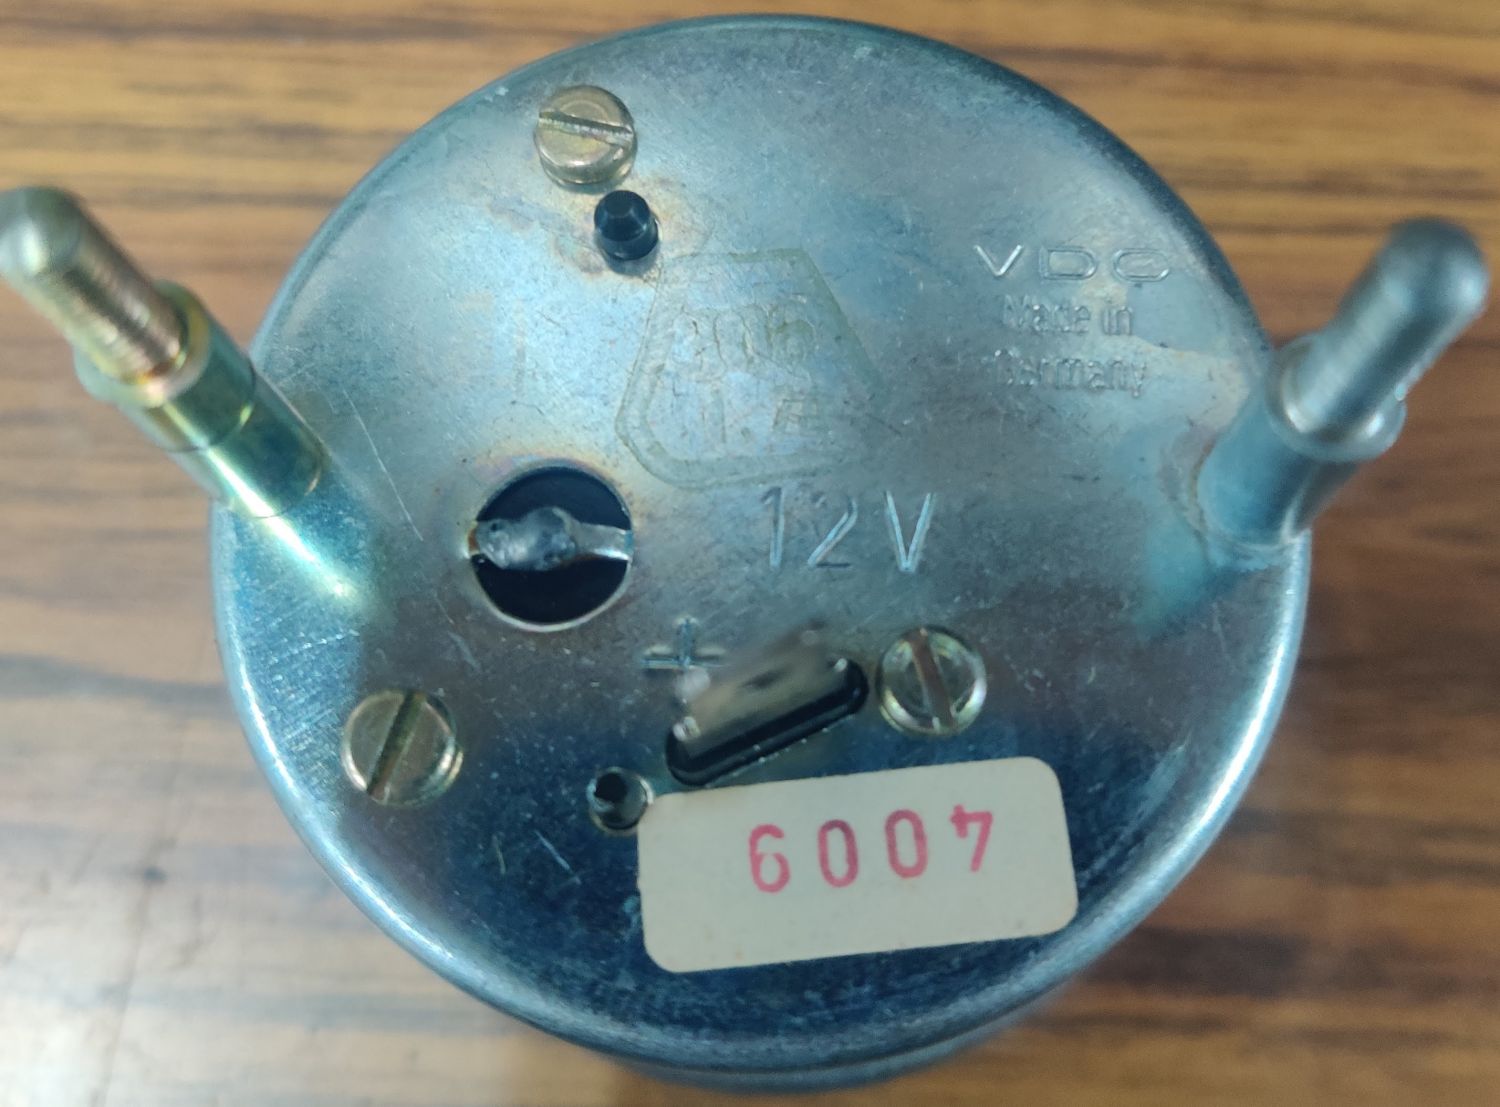 VDO
Made in
Germany
12V
+
4009